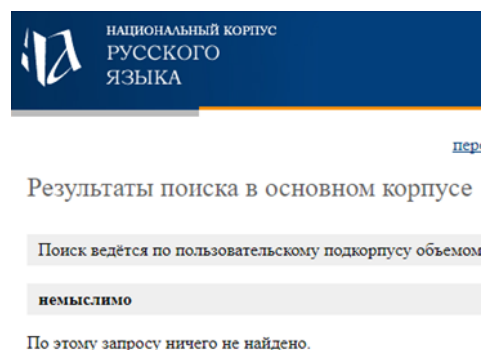 НАЦИОНАЛЬНЫЙ КОРПУС
РУССКОГО
ЯЗЫКА
Результаты поиска в основном корпусе
Поиск ведётся по пользовательскому подкорпусу объемом
немыслимо
По этому запросу ничего не найдено.